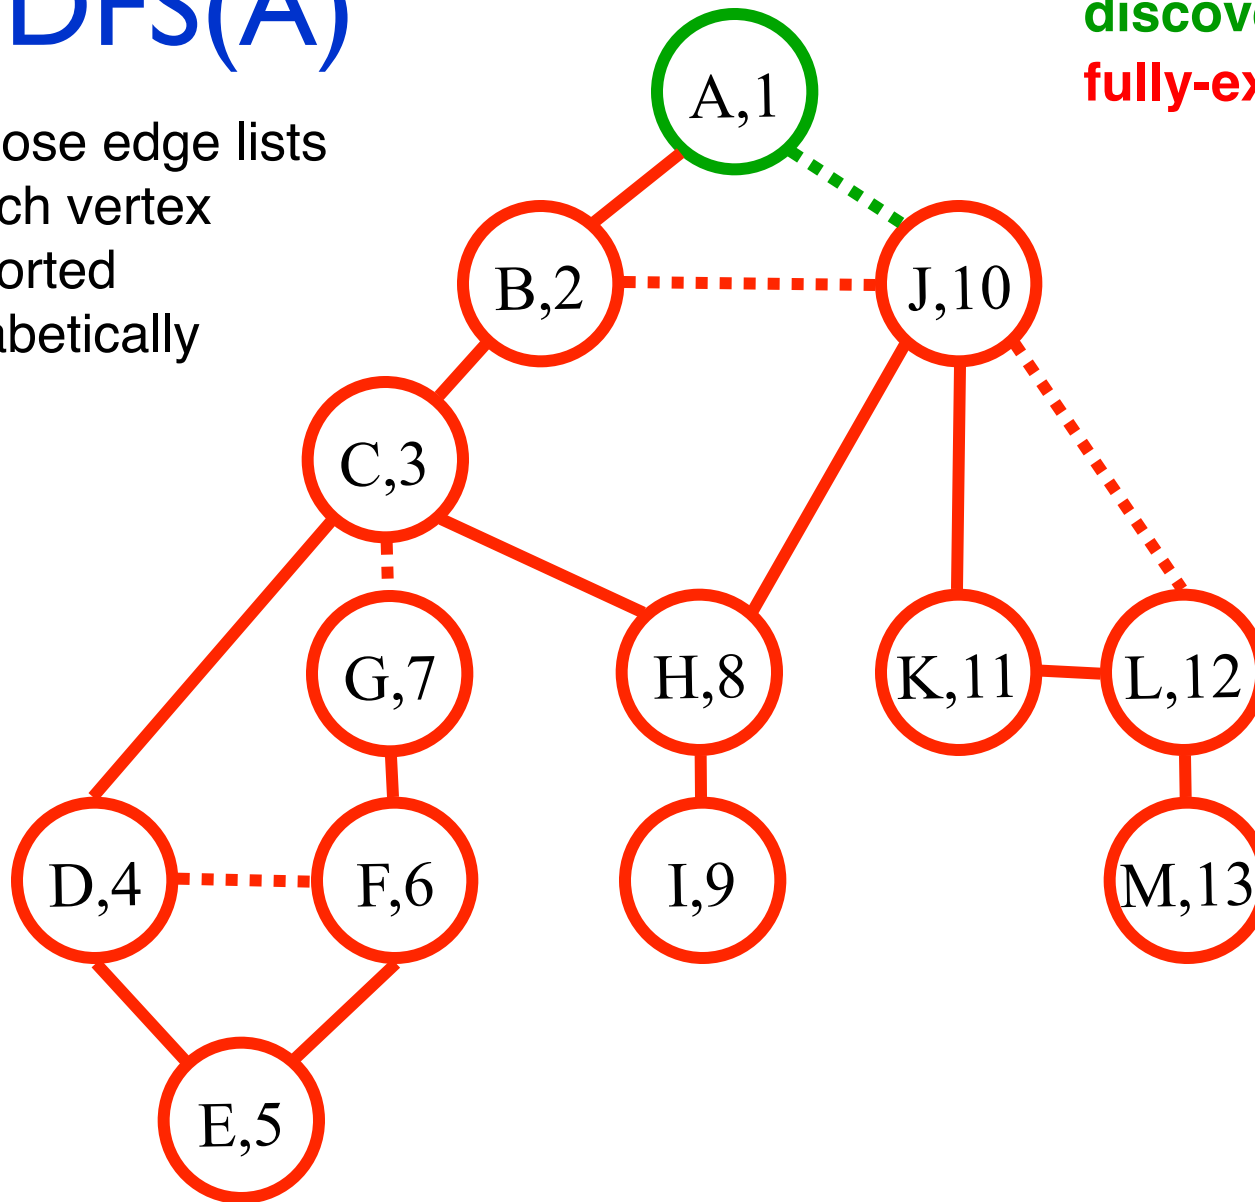 DFS(A)
discov
fully-ex
ose edge lists
ch vertex
orted
abetically
A,1
B,2
J,10
C,3
G,7
H,8
K,11
L,12
D,4
F,6
I,9
M,13
E,5